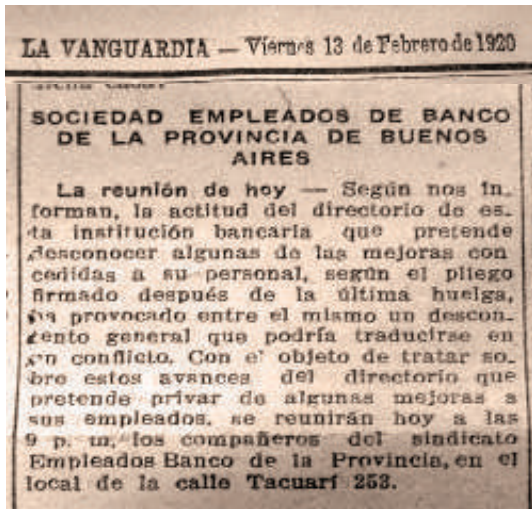 LA VANGUARDIA — Viernes 13 de Febrero de 1920
SOCIEDAD EMPLEADOS DE BANCO
DE LA PROVINCIA DE BUENOS
AIRES
La reunión de hoy — Según nos in-
forman, la actitud del directorio de es-
ta institución bancaria que pretende
desconocer algunas de las mejoras con
cedidas a su personal, según el pliego
firmado después de la última huelga,
ha provocado entre el mismo un descon-
tento general que podría traducirse en
un conflicto. Con el objeto de tratar so-
bre estos avances del directorio que
pretende privar de algunas mejoras a
sus empleados, se reunirán hoy a las
9 p. m. los compañeros del sindicato
Empleados Banco de la Provincia, en el
local de la calle Tacuarí 253.